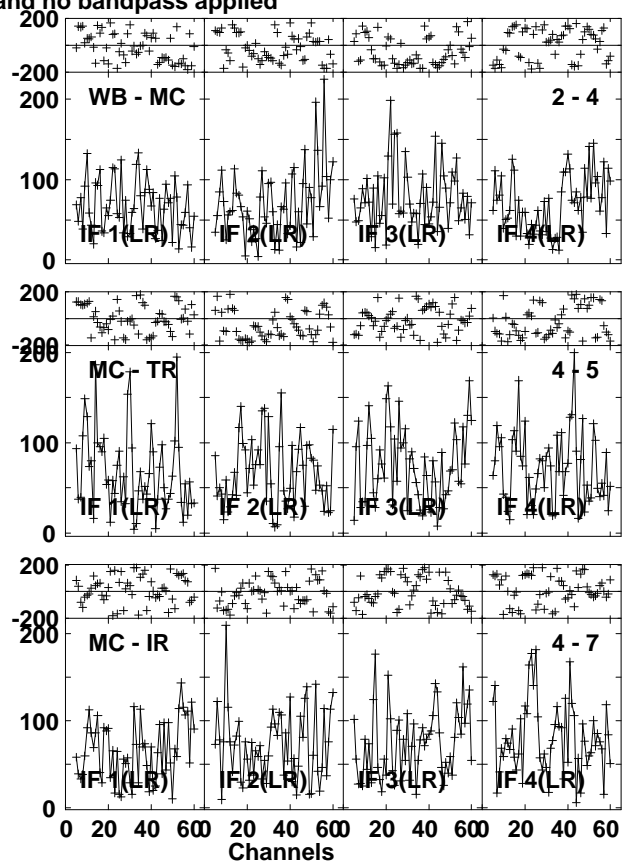 and no bandpass applied
200
-200
WB - MC
2 - 4
200
100
0
IF 1(LR) IF 2(LR) IF 3(LR) IF 4(LR)
200
-200
MC - TR
4 - 5
200
100
0
IF 1(LR) IF 2(LR) IF 3(LR) IF 4(LR)
200
-200
MC - IR
4 - 7
200
100
0
IF 1(LR) IF 2(LR) IF 3(LR) IF 4(LR)
0 20 40 60 0 20 40 60 0 20 40 60 0 20 40 60
Channels